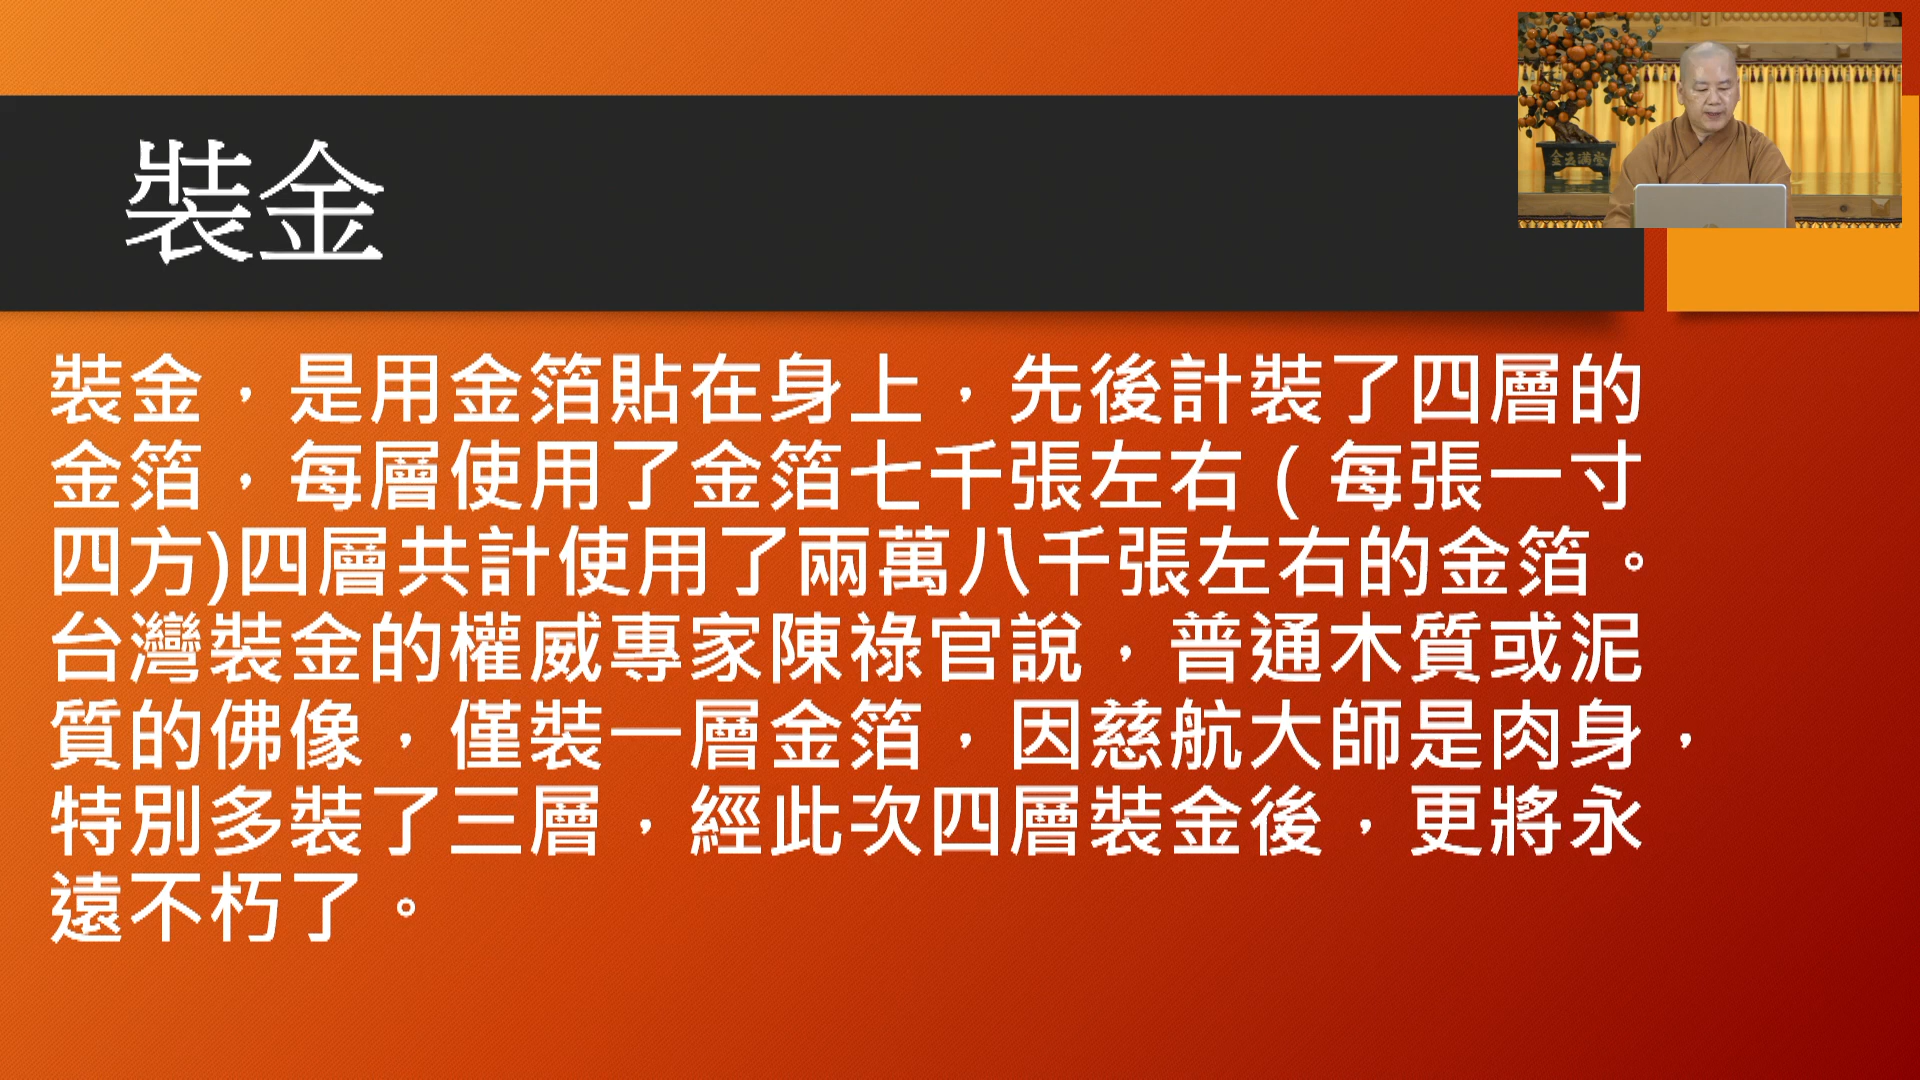 裝金
裝金，是用金箔貼在身上，先後計裝了四層的
金箔，每層使用了金箔七千張左右（每張一寸
四方)四層共計使用了兩萬八千張左右的金箔。
台灣裝金的權威專家陳祿官說，普通木質或泥
質的佛像，僅裝一層金箔，因慈航大師是肉身，
特別多裝了三層，經此次四層裝金後，更將永
遠不朽了。
金玉滿堂